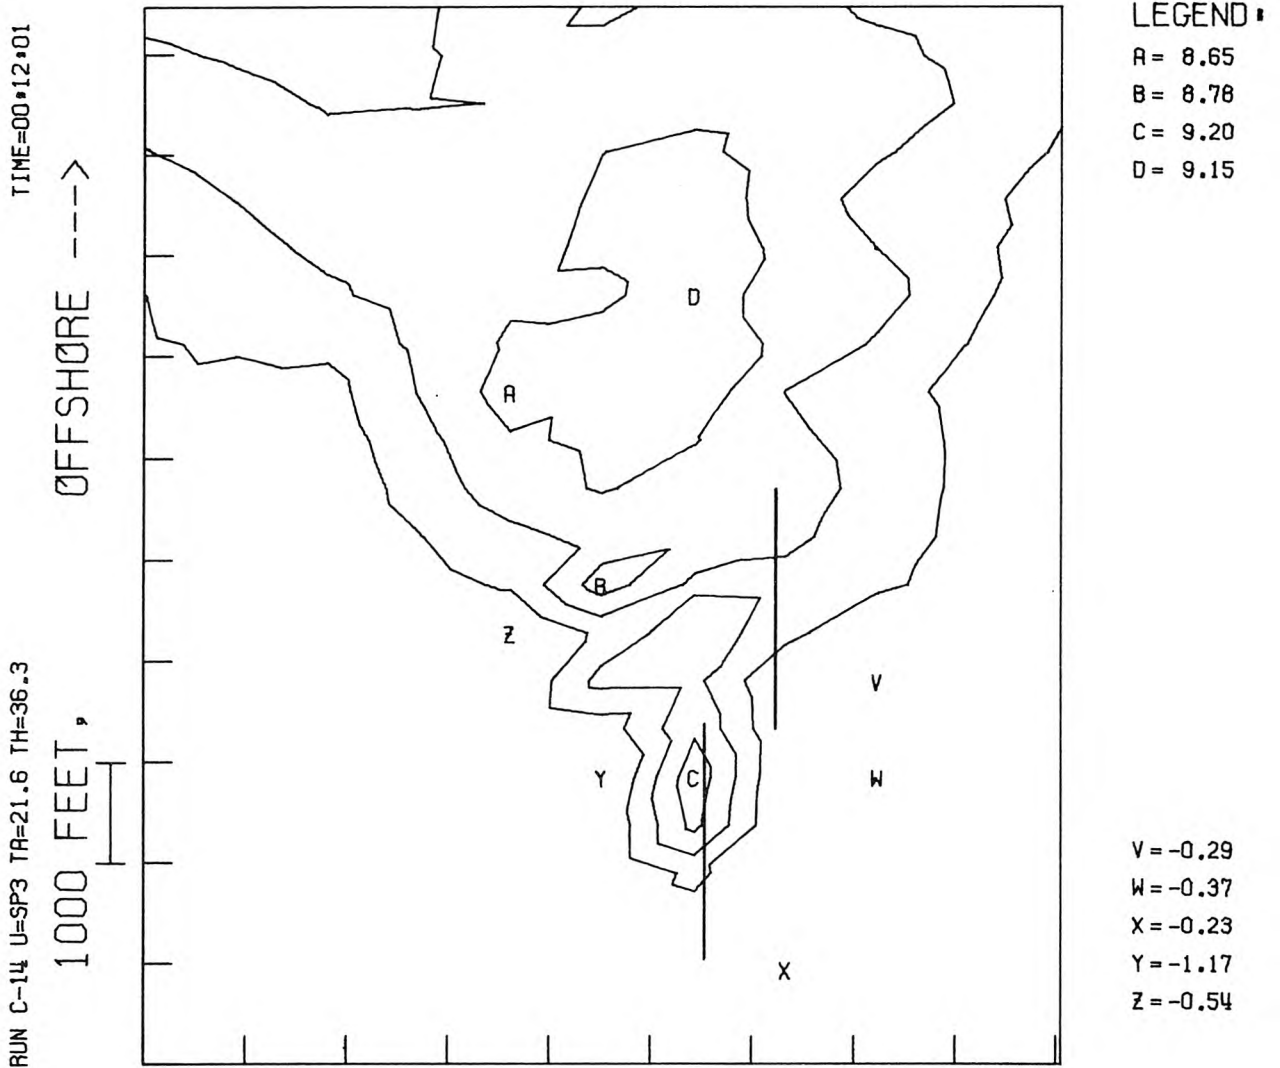 TIME=00:12:01
OFFSHORE --->
1000 FEET,
RUN C-14 U=SP3 TA=21.6 TH=36.3
LEGEND:
A= 8.65
B= 8.78
C= 9.20
D= 9.15
D
A
B
Z
V
Y
C
W
X
V=-0.29
W=-0.37
X=-0.23
Y=-1.17
Z=-0.54